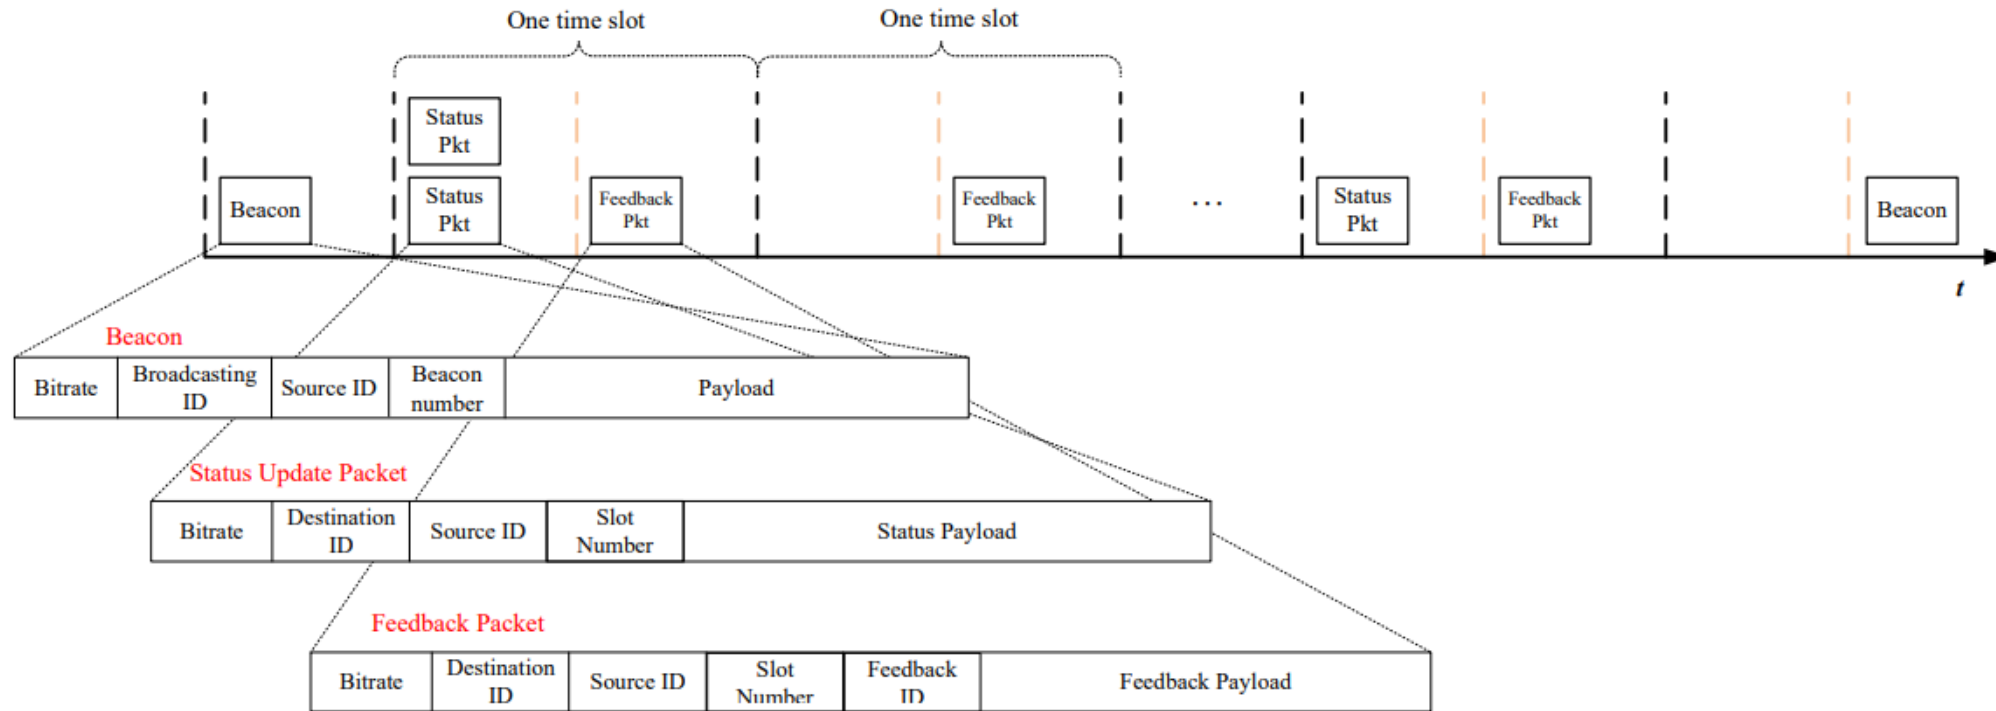 One time slot
One time slot
Status
Pkt
Beacon
Status
Pkt
Feedback
Pkt
Feedback
Pkt
...
Status
Pkt
Feedback
Pkt
Beacon
t
Beacon
Bitrate
Broadcasting
ID
Source ID
Beacon
number
Payload
Status Update Packet
Bitrate
Destination
ID
Source ID
Slot
Number
Status Payload
Feedback Packet
Bitrate
Destination
ID
Source ID
Slot
Number
Feedback
ID
Feedback Payload